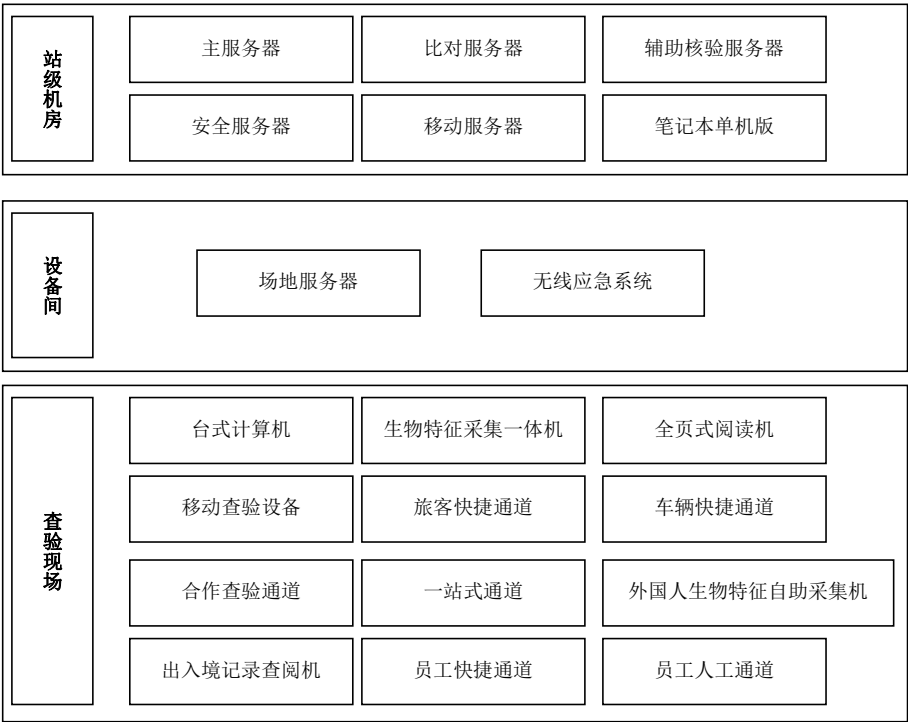 站级机房
主服务器
比对服务器
辅助核验服务器
安全服务器
移动服务器
笔记本单机版
设备间
场地服务器
无线应急系统
查验现场
台式计算机
生物特征采集一体机
全页式阅读机
移动查验设备
旅客快捷通道
车辆快捷通道
合作查验通道
一站式通道
外国人生物特征自助采集机
出入境记录查阅机
员工快捷通道
员工人工通道